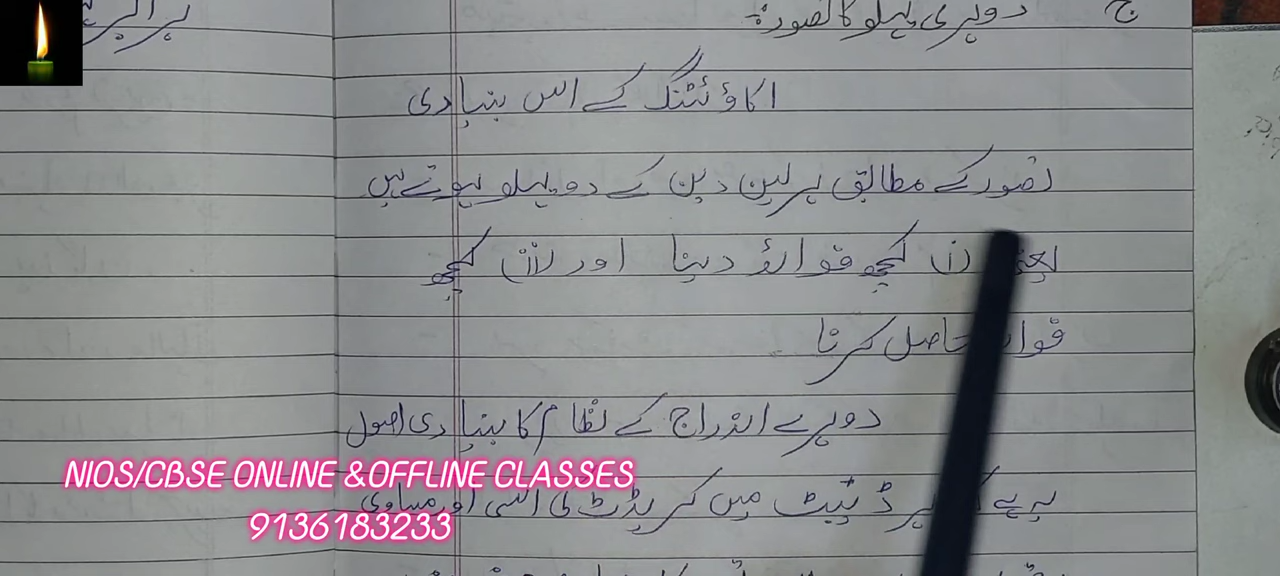 ج دوہری پہلو کا تصور:-
اکاؤنٹنگ کے اس بنیادی
تصور کے مطابق ہر لین دین کے دو پہلو ہوتے ہیں
یعنی (i) کچھ فوائد دینا اور (ii) کچھ
حاصل کرنا
دوہرے اندراج کے نظام کا بنیادی اصول
یہ ہے ہر ڈیبٹ میں کریڈٹ کی اسی اور مساوی
NIOS/CBSE ONLINE &OFFLINE CLASSES
9136183233